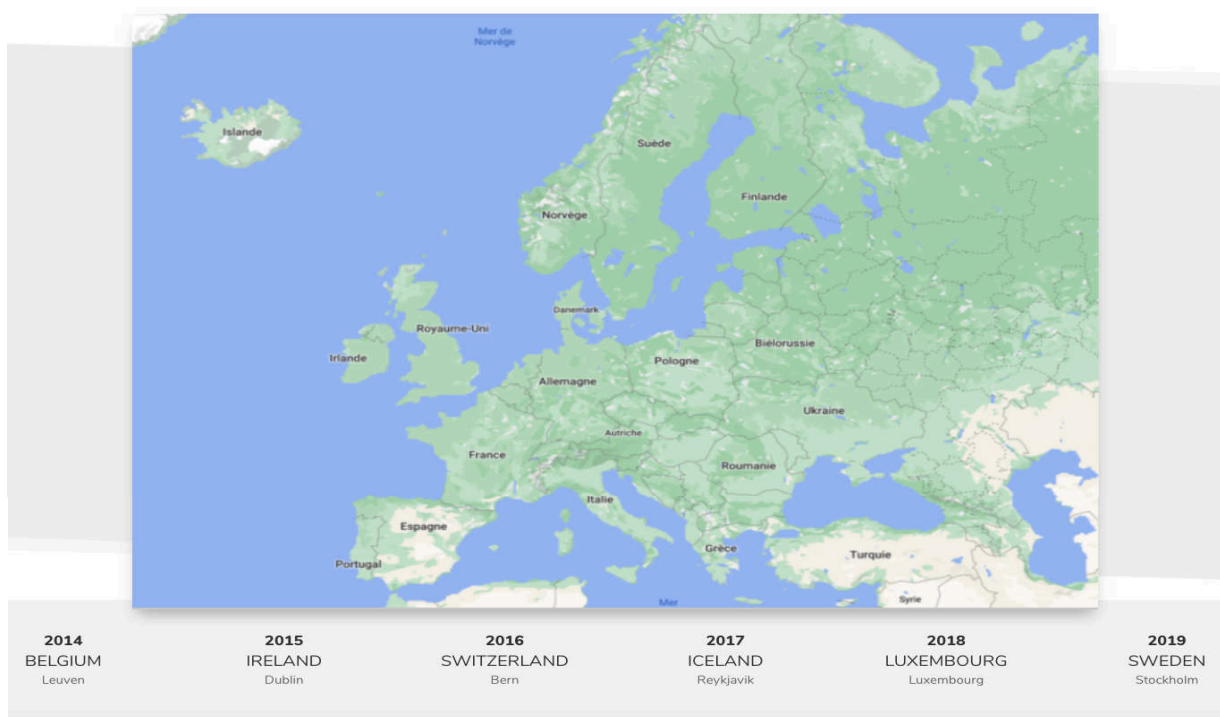 Mer de
Norvège
Islande
Suède
Finlande
Norvège
Danemark
Royaume-Uni
Irlande
Biélorussie
Pologne
Allemagne
Ukraine
Autriche
France
Roumanie
Italie
Espagne
Grèce
Turquie
Portugal
Syrie
Mer
2014 2015 2016 2017 2018 2019
BELGIUM IRELAND SWITZERLAND ICELAND LUXEMBOURG SWEDEN
Leuven Dublin Bern Reykjavik Luxembourg Stockholm